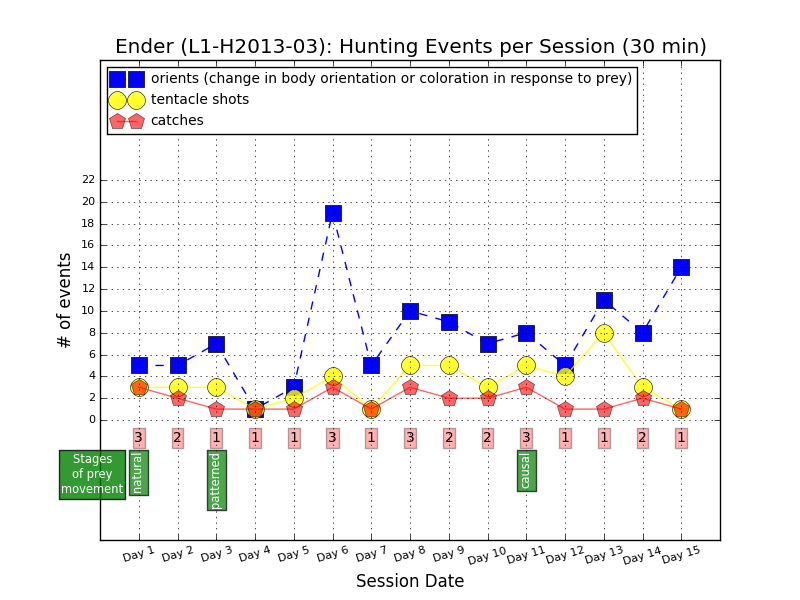 Ender (L1-H2013-03): Hunting Events per Session (30 min)
orients (change in body orientation or coloration in response to prey)
tentacle shots
catches
22
20
18
16
14
12
10
8
6
4
2
0
# of events
3 2 1 1 1 3 1 3 2 2 3 1 1 2 1
Stages
of prey
movement
natural
patterned
causal
Day 1 Day 2 Day 3 Day 4 Day 5 Day 6 Day 7 Day 8 Day 9 Day 10 Day 11 Day 12 Day 13 Day 14 Day 15
Session Date